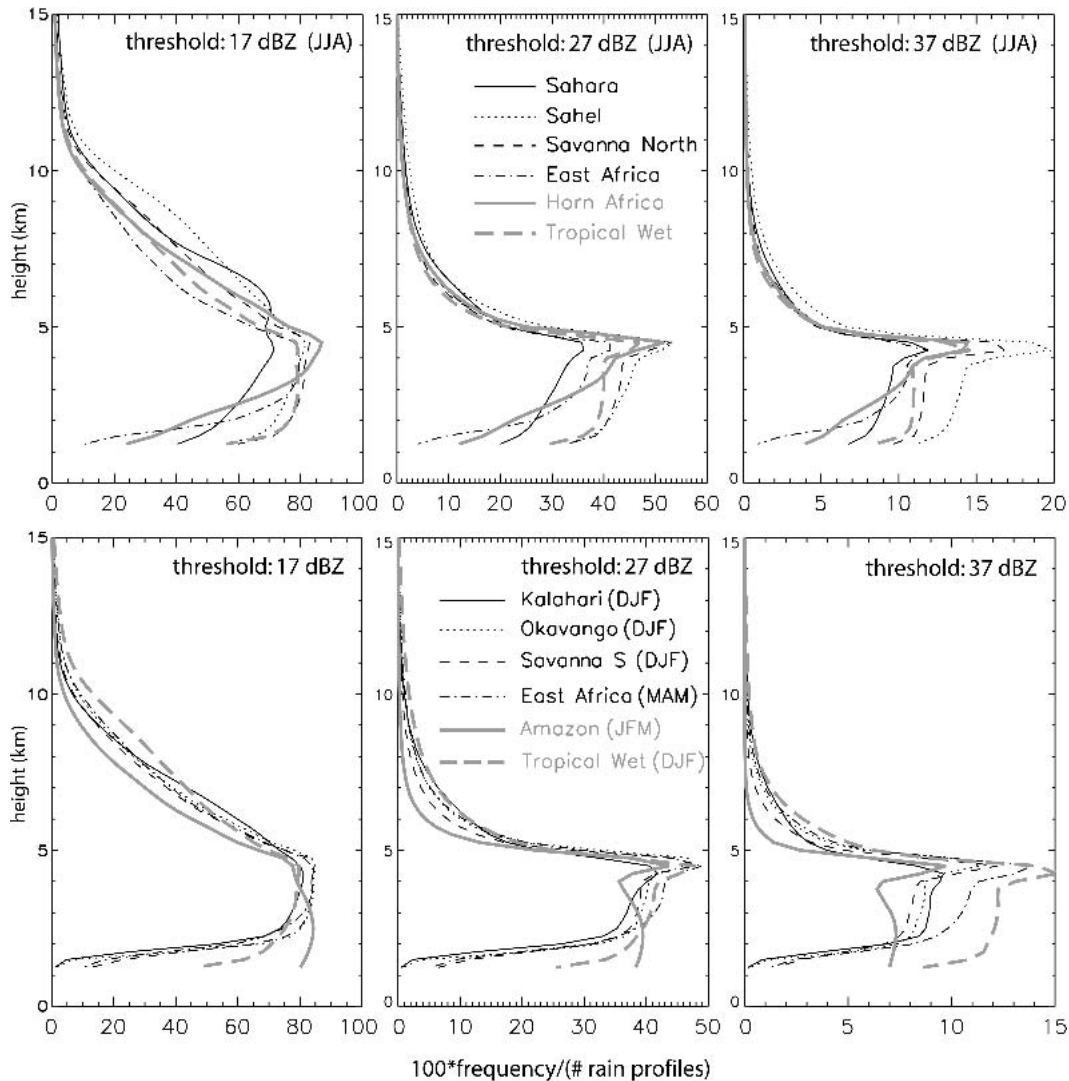 threshold: 17 dBZ (JJA)
threshold: 27 dBZ (JJA)
threshold: 37 dBZ (JJA)
Sahara
Sahel
Savanna North
East Africa
Horn Africa
Tropical Wet
height (km)
15
10
5
0
0 20 40 60 80 100
15
10
5
0
0 10 20 30 40 50 60
15
10
5
0
0 5 10 15 20
threshold: 17 dBZ
threshold: 27 dBZ
threshold: 37 dBZ
Kalahari (DJF)
Okavango (DJF)
Savanna S (DJF)
East Africa (MAM)
Amazon (JFM)
Tropical Wet (DJF)
height (km)
15
10
5
0
0 20 40 60 80 100
15
10
5
0
0 10 20 30 40 50
15
10
5
0
0 5 10 15
100*frequency/(# rain profiles)